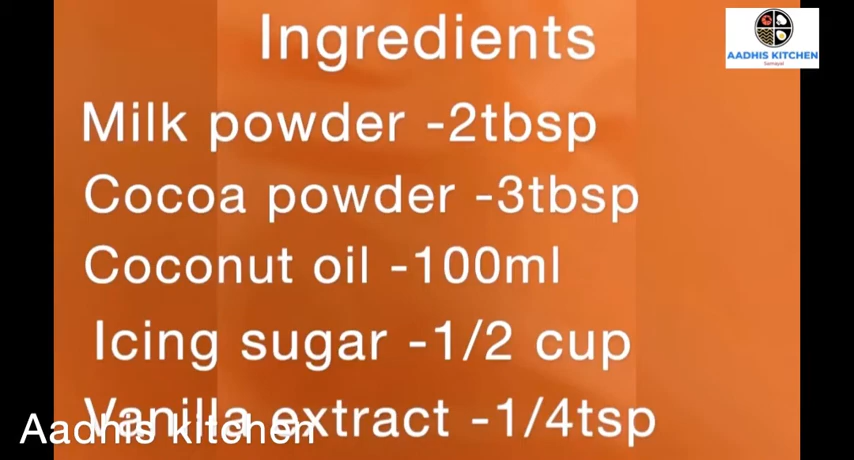 Ingredients
AADHIS KITCHEN
Samayal
Milk powder -2tbsp
Cocoa powder -3tbsp
Coconut oil -100ml
Icing sugar -1/2 cup
Vanilla extract -1/4tsp
Aadhis kitchen